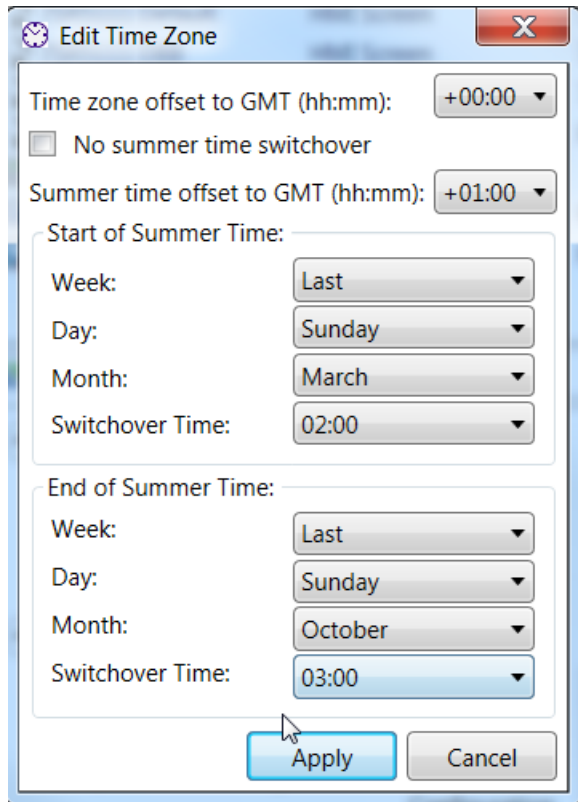 Edit Time Zone
Time zone offset to GMT (hh:mm): +00:00
No summer time switchover
Summer time offset to GMT (hh:mm): +01:00
Start of Summer Time:
Week: Last
Day: Sunday
Month: March
Switchover Time: 02:00
End of Summer Time:
Week: Last
Day: Sunday
Month: October
Switchover Time: 03:00
Apply Cancel